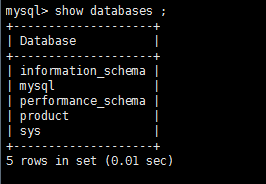 mysql> show databases ;
+--------------------+
| Database           |
+--------------------+
| information_schema |
| mysql              |
| performance_schema |
| product            |
| sys                |
+--------------------+
5 rows in set (0.01 sec)